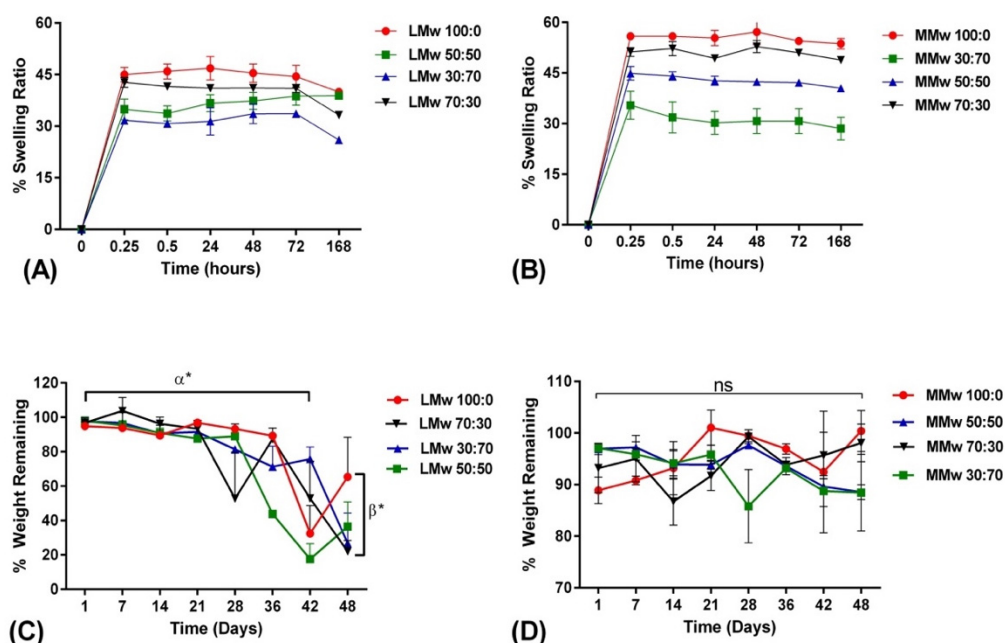 60
45
30
15
0
% Swelling Ratio
0 0.25 0.5 24 48 72 168
Time (hours)
(A)
LMw 100:0
LMw 50:50
LMw 30:70
LMw 70:30
60
45
30
15
0
% Swelling Ratio
0 0.25 0.5 24 48 72 168
Time (hours)
(B)
MMw 100:0
MMw 30:70
MMw 50:50
MMw 70:30
120
100
80
60
40
20
0
% Weight Remaining
α*
β*
1 7 14 21 28 36 42 48
Time (Days)
(C)
LMw 100:0
LMw 70:30
LMw 30:70
LMw 50:50
110
100
90
80
70
% Weight Remaining
ns
1 7 14 21 28 36 42 48
Time (Days)
(D)
MMw 100:0
MMw 50:50
MMw 70:30
MMw 30:70